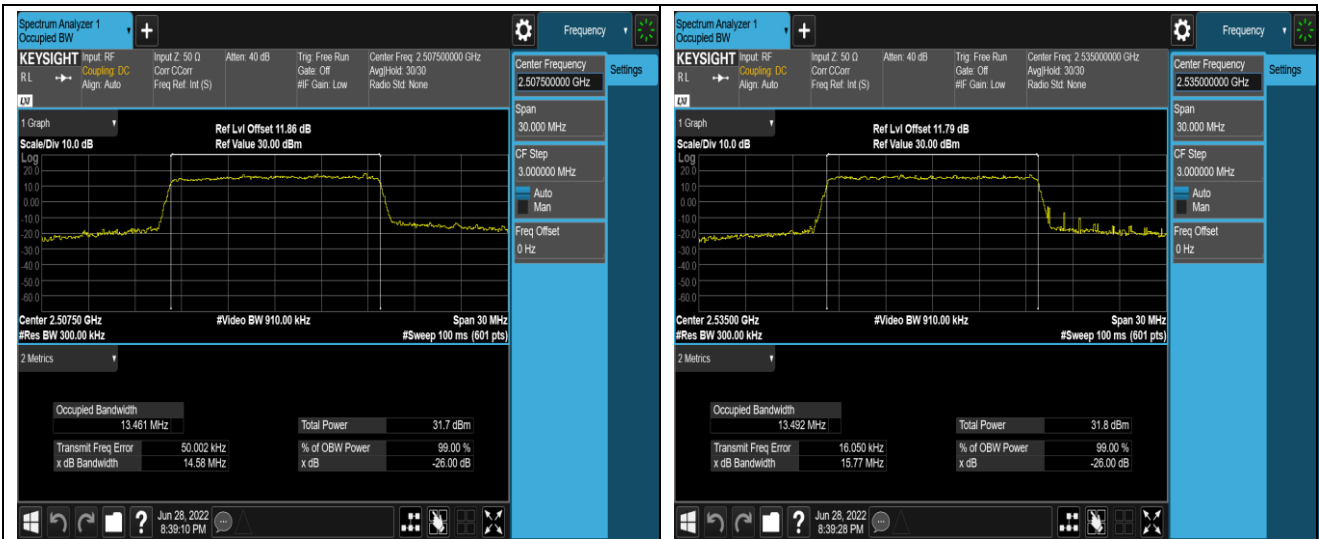 Spectrum Analyzer 1
Occupied BW
+
Frequency
KEYSIGHT
Input: RF
Input Z: 50 Ω
Atten: 40 dB
Trig: Free Run
Center Freq: 2.507500000 GHz
RL
Coupling: DC
Corr CCorr
Gate: Off
Avg|Hold: 30/30
Align: Auto
Freq Ref: Int (S)
#IF Gain: Low
Radio Std: None
LXI
Center Frequency
2.507500000 GHz
Settings
Span
30.000 MHz
CF Step
3.000000 MHz
Auto
Man
Freq Offset
0 Hz
1 Graph
Ref Lvl Offset 11.86 dB
Scale/Div 10.0 dB
Ref Value 30.00 dBm
Log
20.0
10.0
0.00
-10.0
-20.0
-30.0
-40.0
-50.0
-60.0
Center 2.50750 GHz
#Video BW 910.00 kHz
Span 30 MHz
#Res BW 300.00 kHz
#Sweep 100 ms (601 pts)
2 Metrics
Occupied Bandwidth
13.461 MHz
Total Power 31.7 dBm
Transmit Freq Error 50.002 kHz
% of OBW Power 99.00 %
x dB Bandwidth 14.58 MHz
x dB -26.00 dB
?
Jun 28, 2022
8:39:10 PM
Spectrum Analyzer 1
Occupied BW
+
Frequency
KEYSIGHT
Input: RF
Input Z: 50 Ω
Atten: 40 dB
Trig: Free Run
Center Freq: 2.535000000 GHz
RL
Coupling: DC
Corr CCorr
Gate: Off
Avg|Hold: 30/30
Align: Auto
Freq Ref: Int (S)
#IF Gain: Low
Radio Std: None
LXI
Center Frequency
2.535000000 GHz
Settings
Span
30.000 MHz
CF Step
3.000000 MHz
Auto
Man
Freq Offset
0 Hz
1 Graph
Ref Lvl Offset 11.79 dB
Scale/Div 10.0 dB
Ref Value 30.00 dBm
Log
20.0
10.0
0.00
-10.0
-20.0
-30.0
-40.0
-50.0
-60.0
Center 2.53500 GHz
#Video BW 910.00 kHz
Span 30 MHz
#Res BW 300.00 kHz
#Sweep 100 ms (601 pts)
2 Metrics
Occupied Bandwidth
13.492 MHz
Total Power 31.8 dBm
Transmit Freq Error 16.050 kHz
% of OBW Power 99.00 %
x dB Bandwidth 15.77 MHz
x dB -26.00 dB
?
Jun 28, 2022
8:39:28 PM